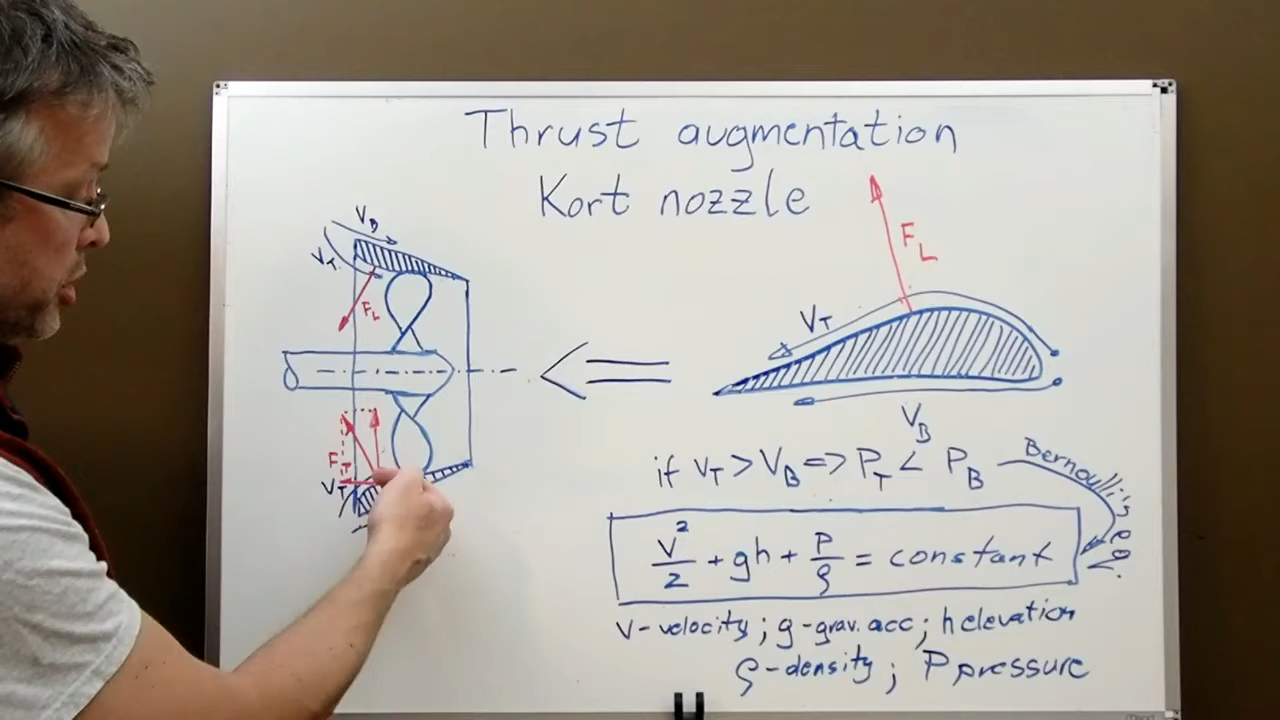 Thrust augmentation
Kort nozzle
V_B
V_T
F_L
F_T
V_T
F_L
V_T
V_B
if V_T > V_B => P_T < P_B
Bernoulli's eq.
V²/2 + gh + P/ρ = constant
V-velocity; g-grav. acc; h elevation
ρ-density; P pressure